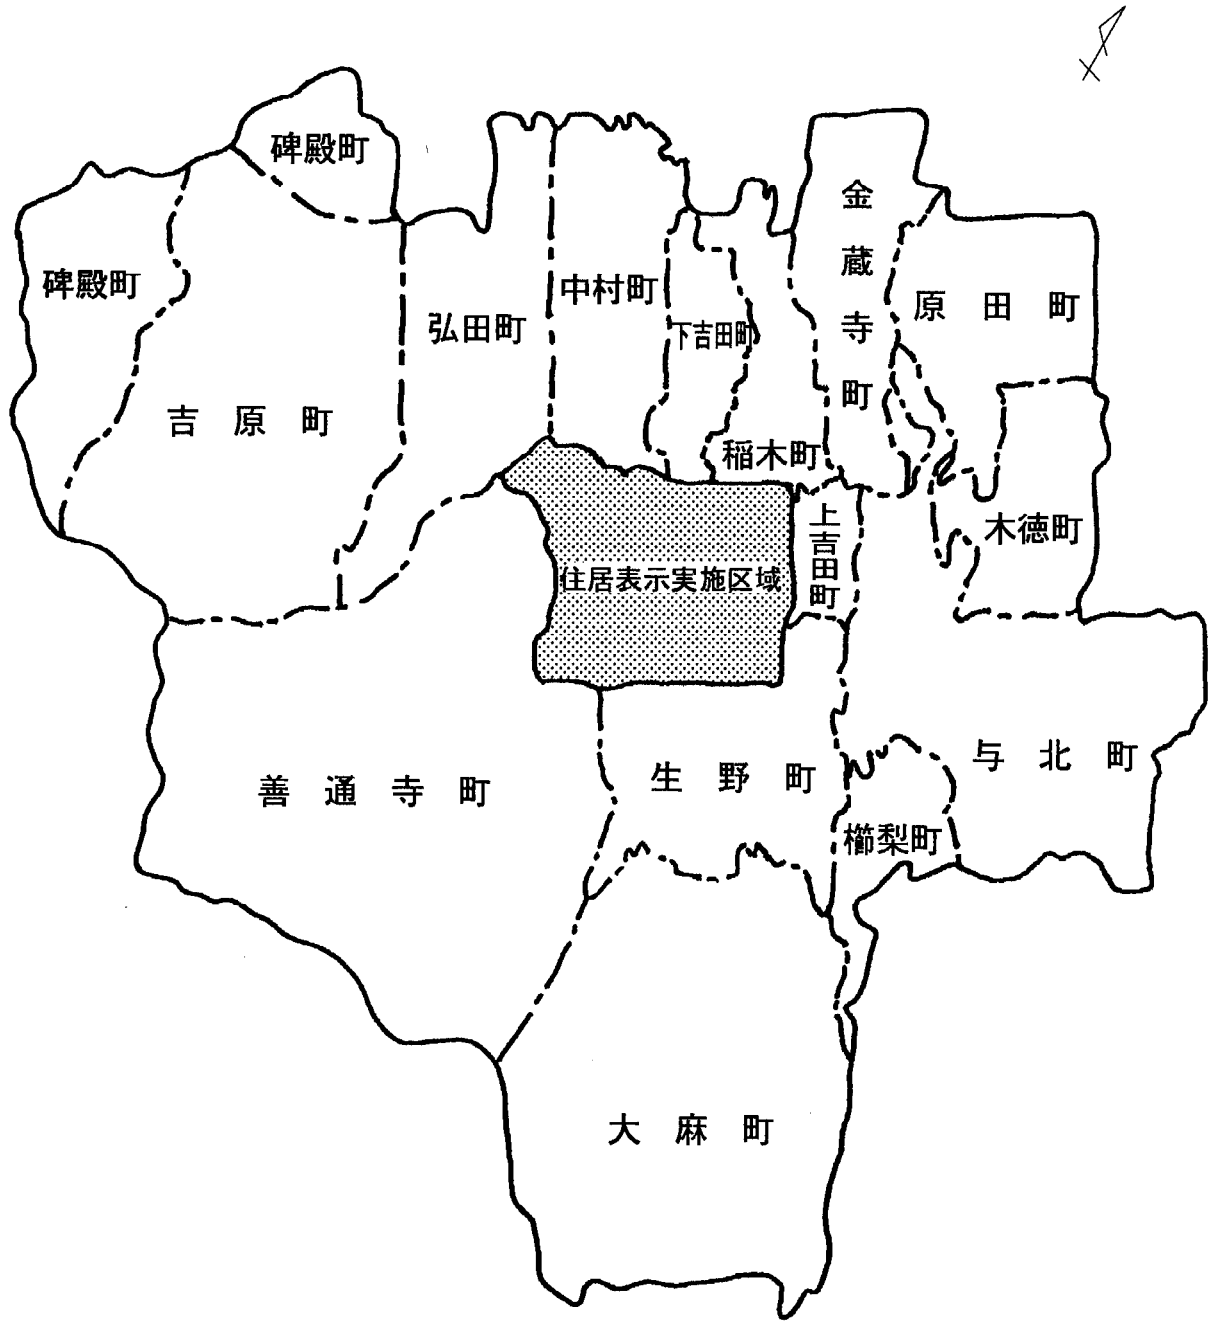 碑殿町
碑殿町
吉原町
弘田町
中村町
下吉田町
稲木町
金蔵寺町
原田町
木徳町
上吉田町
住居表示実施区域
善通寺町
生野町
与北町
櫛梨町
大麻町